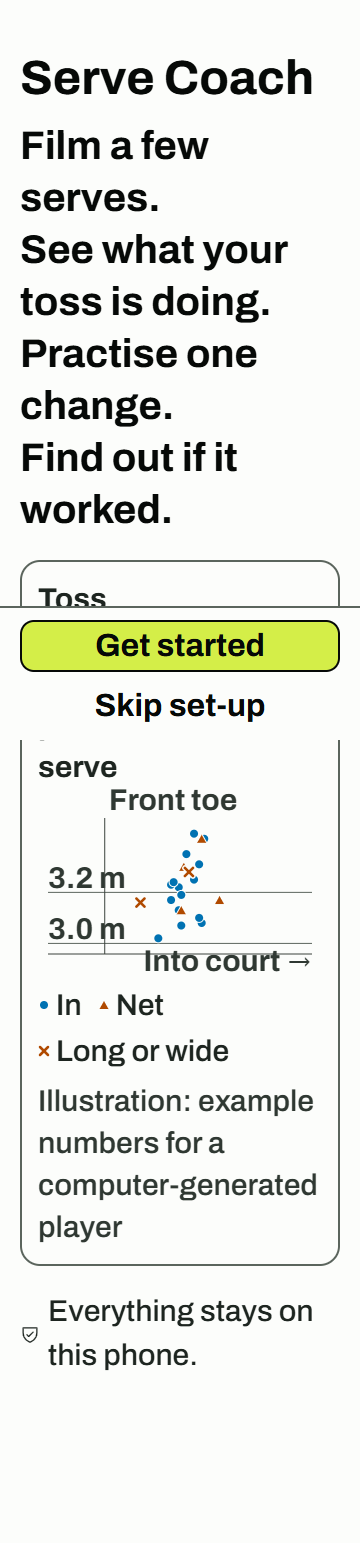 Serve Coach
Film a few
serves.
See what your
toss is doing.
Practise one
change.
Find out if it
worked.
Toss
Get started
Skip set-up
serve
Front toe
3.2 m
3.0 m
Into court →
In Net
Long or wide
Illustration: example
numbers for a
computer-generated
player
Everything stays on
this phone.